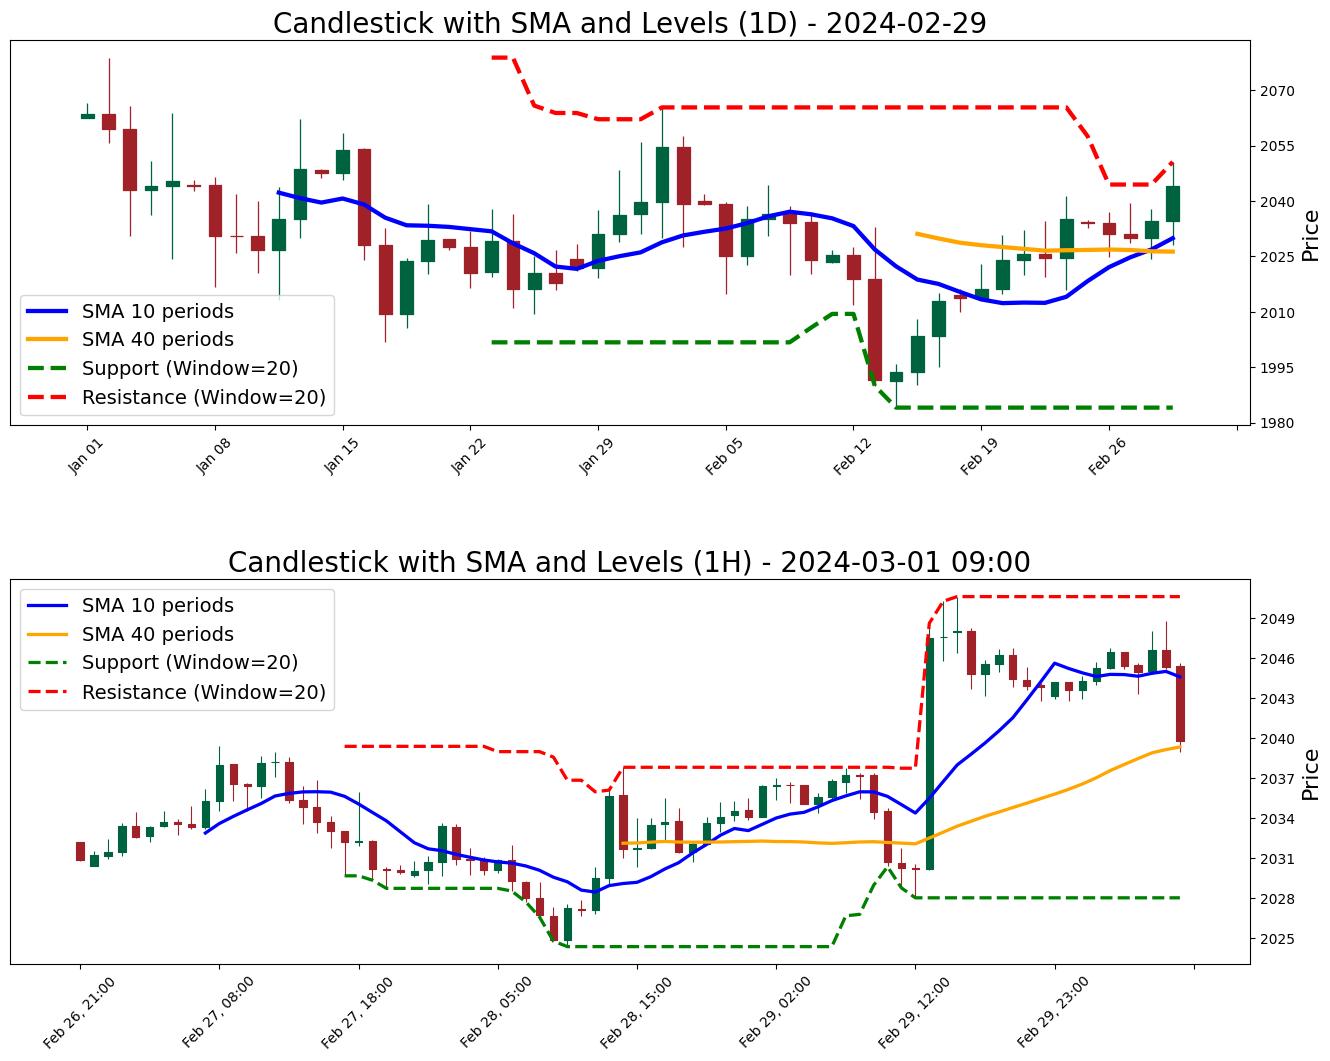 Candlestick with SMA and Levels (1D) - 2024-02-29
2070
2055
2040
2025
2010
1995
1980
Price
SMA 10 periods
SMA 40 periods
Support (Window=20)
Resistance (Window=20)
Jan 01
Jan 08
Jan 15
Jan 22
Jan 29
Feb 05
Feb 12
Feb 19
Feb 26
Candlestick with SMA and Levels (1H) - 2024-03-01 09:00
SMA 10 periods
SMA 40 periods
Support (Window=20)
Resistance (Window=20)
2049
2046
2043
2040
2037
2034
2031
2028
2025
Price
Feb 26, 21:00
Feb 27, 08:00
Feb 27, 18:00
Feb 28, 05:00
Feb 28, 15:00
Feb 29, 02:00
Feb 29, 12:00
Feb 29, 23:00